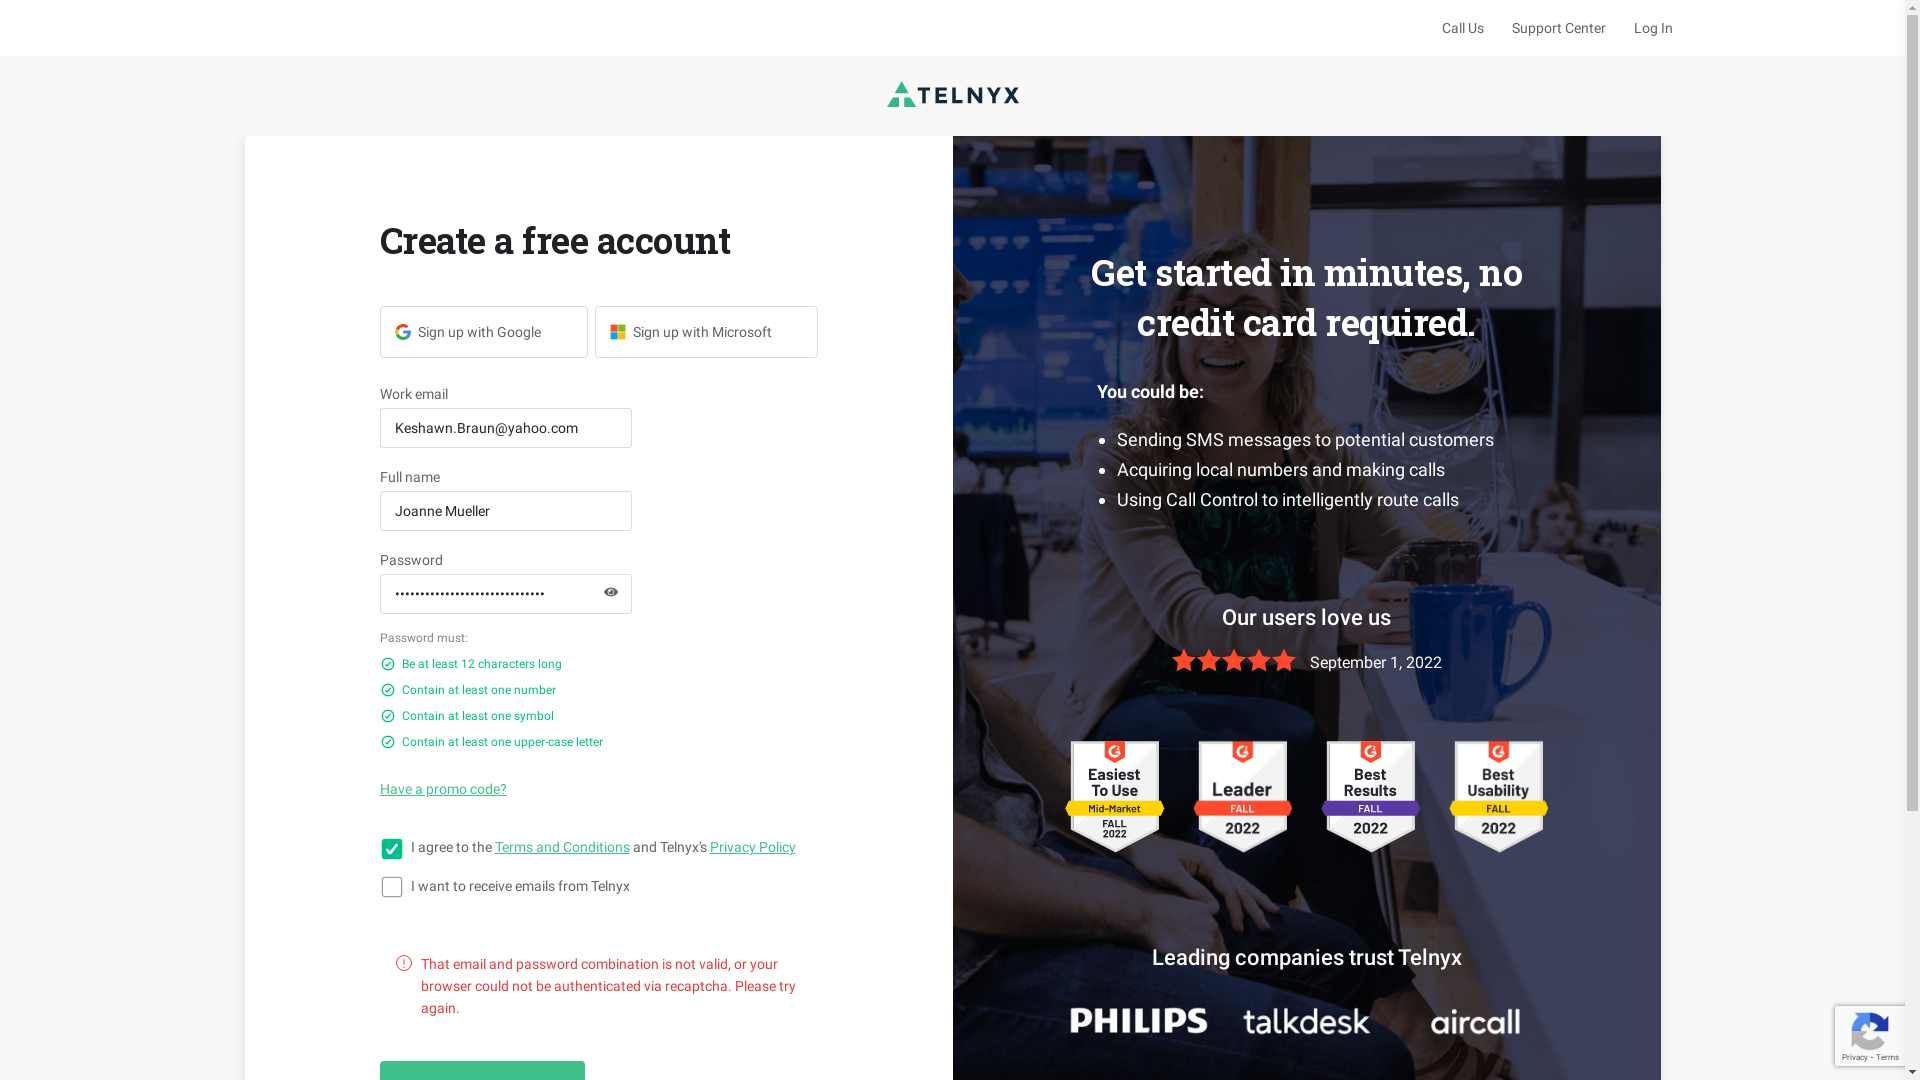 Call Us
Support Center
Log In
TELNYX
Create a free account
Sign up with Google
Sign up with Microsoft
Work email
Keshawn.Braun@yahoo.com
Full name
Joanne Mueller
Password
••••••••••••••••••••••••••••••
Password must:
Be at least 12 characters long
Contain at least one number
Contain at least one symbol
Contain at least one upper-case letter
Have a promo code?
I agree to the Terms and Conditions and Telnyx's Privacy Policy
I want to receive emails from Telnyx
That email and password combination is not valid, or your
browser could not be authenticated via recaptcha. Please try
again.
Get started in minutes, no
credit card required.
You could be:
Sending SMS messages to potential customers
Acquiring local numbers and making calls
Using Call Control to intelligently route calls
Our users love us
September 1, 2022
Easiest
To Use
Mid-Market
FALL
2022
Leader
FALL
2022
Best
Results
FALL
2022
Best
Usability
FALL
2022
Leading companies trust Telnyx
PHILIPS
talkdesk
aircall
Privacy - Terms